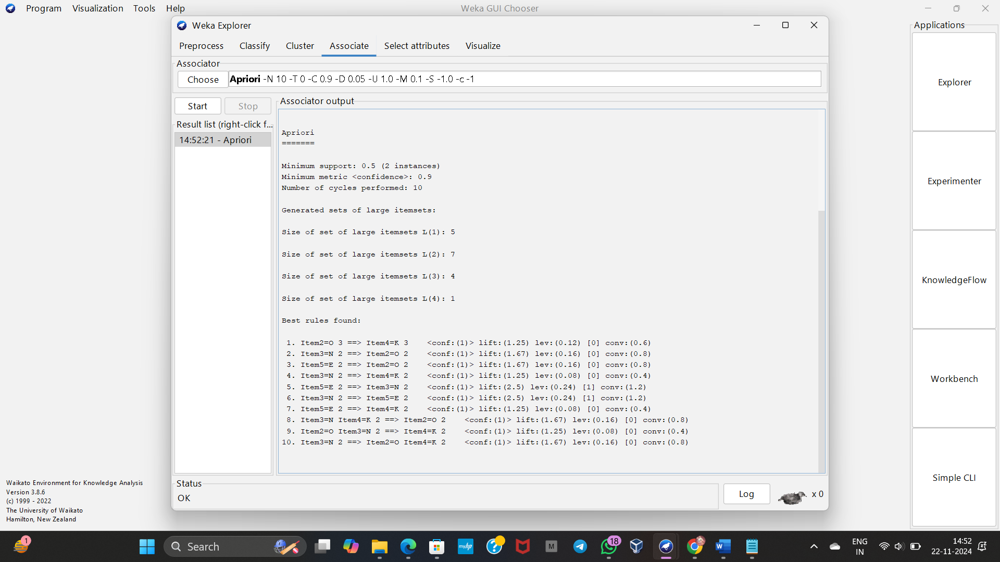 Program Visualization Tools Help
Weka GUI Chooser
Weka Explorer
Preprocess Classify Cluster Associate Select attributes Visualize
Associator
Choose Apriori -N 10 -T 0 -C 0.9 -D 0.05 -U 1.0 -M 0.1 -S -1.0 -c -1
Start Stop
Result list (right-click f...
14:52:21 - Apriori
Associator output
Apriori
=======
Minimum support: 0.5 (2 instances)
Minimum metric <confidence>: 0.9
Number of cycles performed: 10
Generated sets of large itemsets:
Size of set of large itemsets L(1): 5
Size of set of large itemsets L(2): 7
Size of set of large itemsets L(3): 4
Size of set of large itemsets L(4): 1
Best rules found:
1. Item2=O 3 ==> Item4=K 3 <conf:(1)> lift:(1.25) lev:(0.12) [0] conv:(0.6)
2. Item3=N 2 ==> Item2=O 2 <conf:(1)> lift:(1.67) lev:(0.16) [0] conv:(0.8)
3. Item5=E 2 ==> Item2=O 2 <conf:(1)> lift:(1.67) lev:(0.16) [0] conv:(0.8)
4. Item3=N 2 ==> Item4=K 2 <conf:(1)> lift:(1.25) lev:(0.08) [0] conv:(0.4)
5. Item5=E 2 ==> Item3=N 2 <conf:(1)> lift:(2.5) lev:(0.24) [1] conv:(1.2)
6. Item3=N 2 ==> Item5=E 2 <conf:(1)> lift:(2.5) lev:(0.24) [1] conv:(1.2)
7. Item5=E 2 ==> Item4=K 2 <conf:(1)> lift:(1.25) lev:(0.08) [0] conv:(0.4)
8. Item3=N Item4=K 2 ==> Item2=O 2 <conf:(1)> lift:(1.67) lev:(0.16) [0] conv:(0.8)
9. Item2=O Item3=N 2 ==> Item4=K 2 <conf:(1)> lift:(1.25) lev:(0.08) [0] conv:(0.4)
10. Item3=N 2 ==> Item2=O Item4=K 2 <conf:(1)> lift:(1.67) lev:(0.16) [0] conv:(0.8)
Status
OK
Log
x 0
Applications
Explorer
Experimenter
KnowledgeFlow
Workbench
Simple CLI
Waikato Environment for Knowledge Analysis
Version 3.8.6
(c) 1999 - 2022
The University of Waikato
Hamilton, New Zealand
1
Search
myhp
?
M
18
W
ENG
IN
14:52
22-11-2024